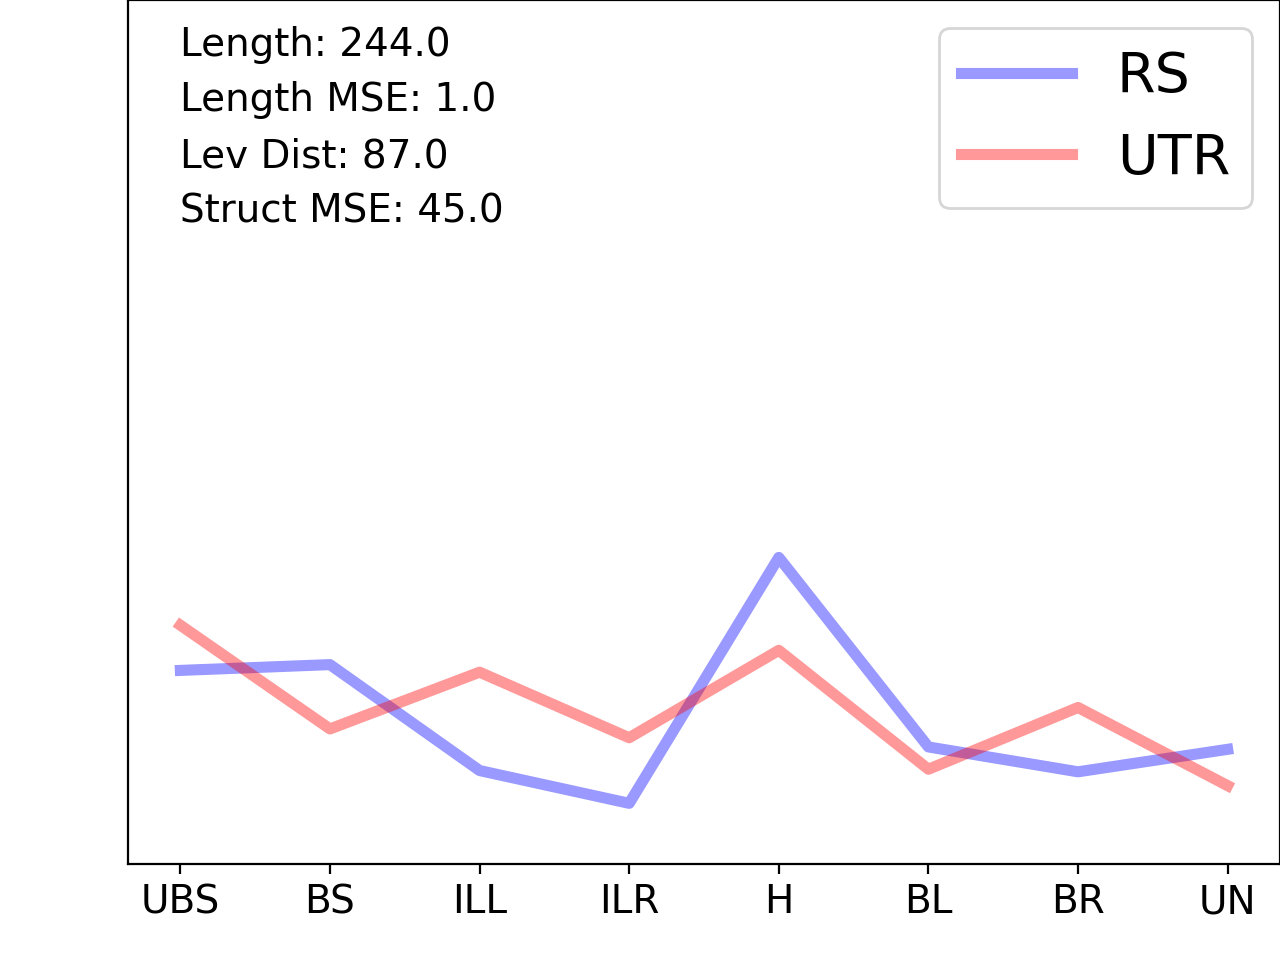 Length: 244.0
Length MSE: 1.0
Lev Dist: 87.0
Struct MSE: 45.0
RS
UTR
UBS BS ILL ILR H BL BR UN